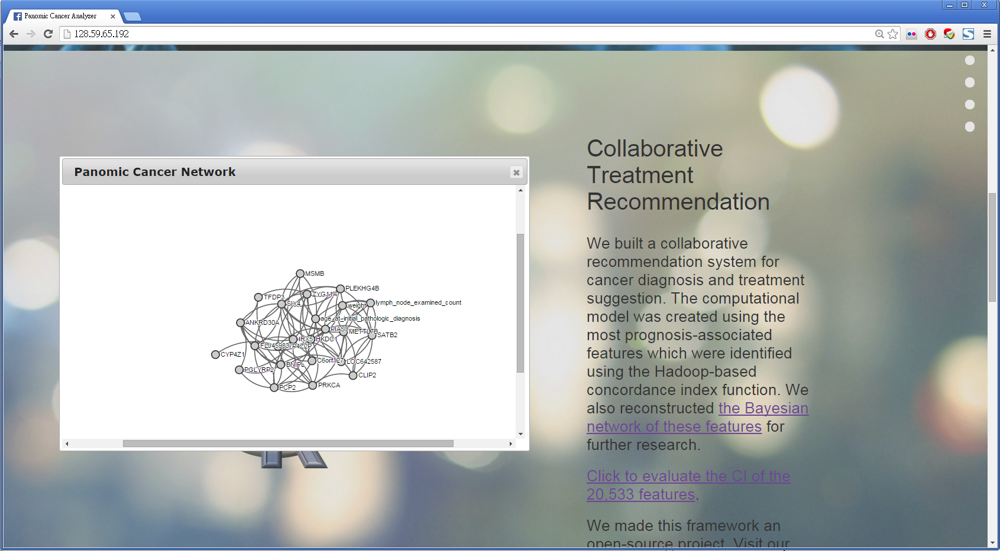 Panomic Cancer Analyzer
128.59.65.192
Panomic Cancer Network
MSMB
PLEKHG4B
TFDP3
ZYG11A
SIX4
weight
lymph_node_examined_count
age_at_initial_pathologic_diagnosis
ANKRD30A
PIAS3
METTL7B
SATB2
IRX5
HKDC1
FLJ45983
CYP4Z1
C6orf127
LOC642587
BNIPL
PGLYRP2
CLIP2
PCP2
PRKCA
Collaborative
Treatment
Recommendation
We built a collaborative
recommendation system for
cancer diagnosis and treatment
suggestion. The computational
model was created using the
most prognosis-associated
features which were identified
using the Hadoop-based
concordance index function. We
also reconstructed the Bayesian
network of these features for
further research.
Click to evaluate the CI of the
20,533 features.
We made this framework an
open-source project. Visit our